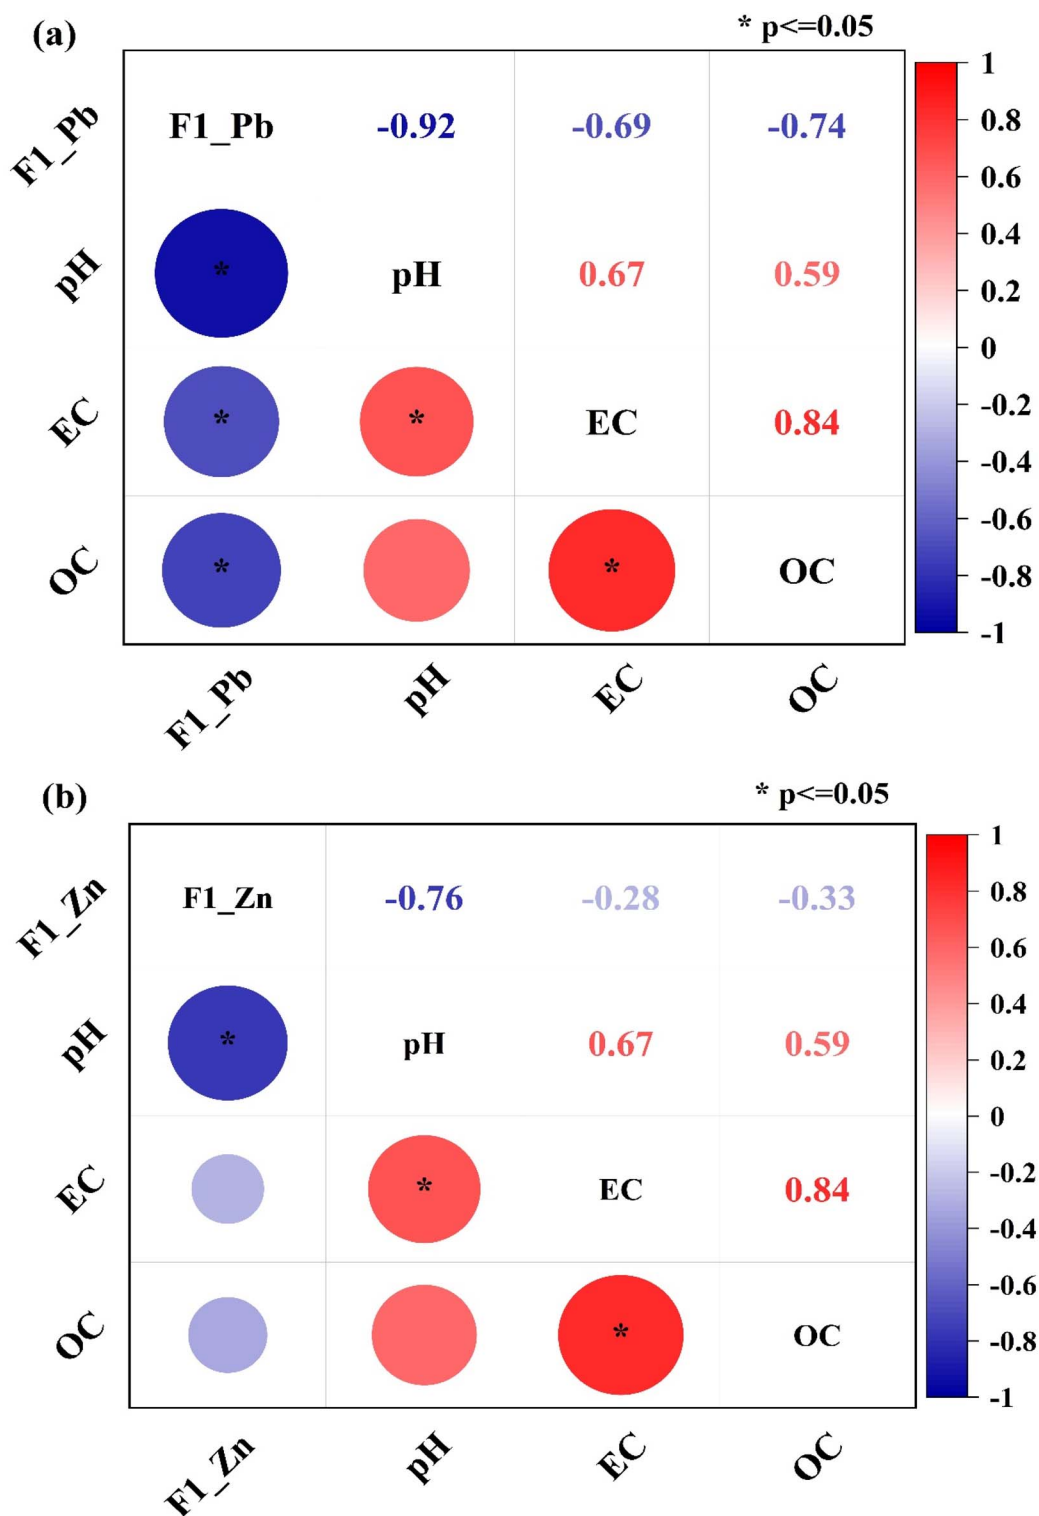 (a)
* p<=0.05
F1_Pb F1_Pb -0.92 -0.69 -0.74
pH * pH 0.67 0.59
EC * * EC 0.84
OC * * OC
F1_Pb pH EC OC
1
0.8
0.6
0.4
0.2
0
-0.2
-0.4
-0.6
-0.8
-1
(b)
* p<=0.05
F1_Zn F1_Zn -0.76 -0.28 -0.33
pH * pH 0.67 0.59
EC * EC 0.84
OC * OC
F1_Zn pH EC OC
1
0.8
0.6
0.4
0.2
0
-0.2
-0.4
-0.6
-0.8
-1